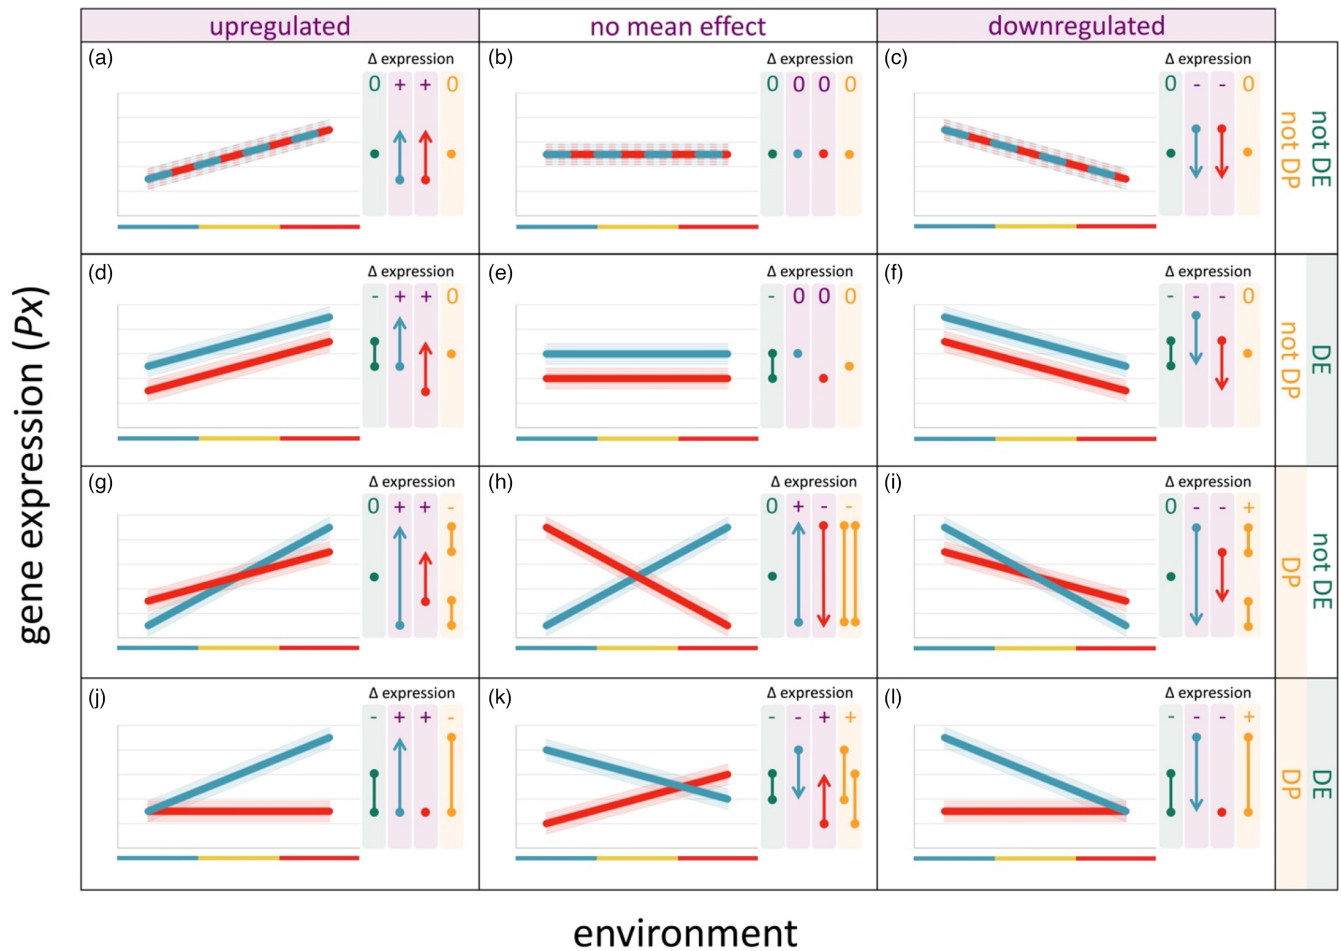 upregulated
no mean effect
downregulated
(a)
Δ expression
0 + + 0
(b)
Δ expression
0 0 0 0
(c)
Δ expression
0 - - 0
not DP
not DE
(d)
Δ expression
- + + 0
(e)
Δ expression
- 0 0 0
(f)
Δ expression
- - - 0
not DP
DE
(g)
Δ expression
0 + + -
(h)
Δ expression
0 + - -
(i)
Δ expression
0 - - +
DP
not DE
(j)
Δ expression
- + + -
(k)
Δ expression
- - + +
(l)
Δ expression
- - - +
DP
DE
gene expression (Px)
environment